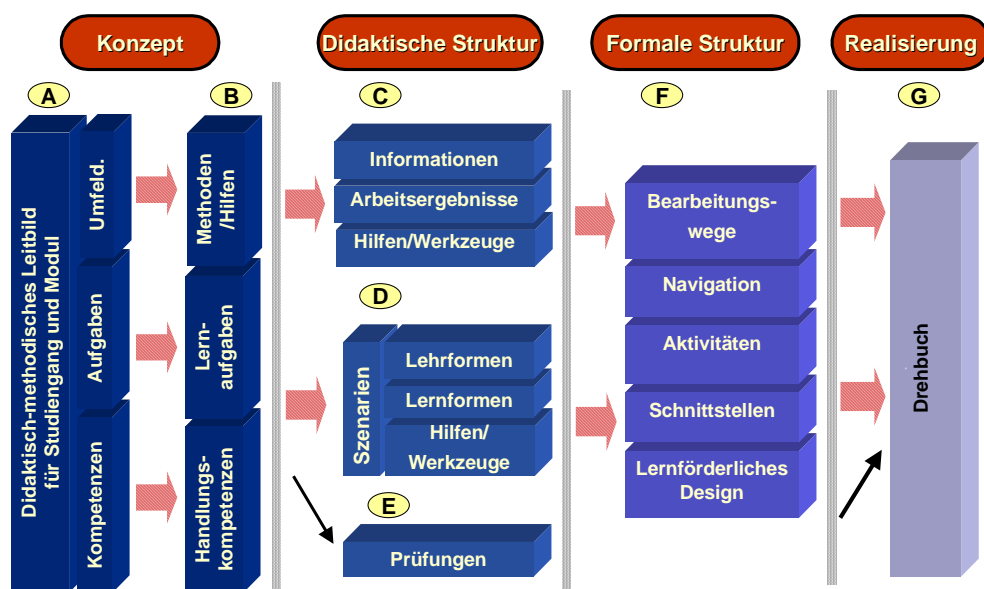 Konzept
Didaktische Struktur
Formale Struktur
Realisierung
A
B
C
F
G
Didaktisch-methodisches Leitbild
für Studiengang und Modul
Umfeld.
Aufgaben
Kompetenzen
Methoden
/Hilfen
Lern-
aufgaben
Handlungs-
kompetenzen
Informationen
Arbeitsergebnisse
Hilfen/Werkzeuge
D
Szenarien
Lehrformen
Lernformen
Hilfen/
Werkzeuge
E
Prüfungen
Bearbeitungs-
wege
Navigation
Aktivitäten
Schnittstellen
Lernförderliches
Design
Drehbuch